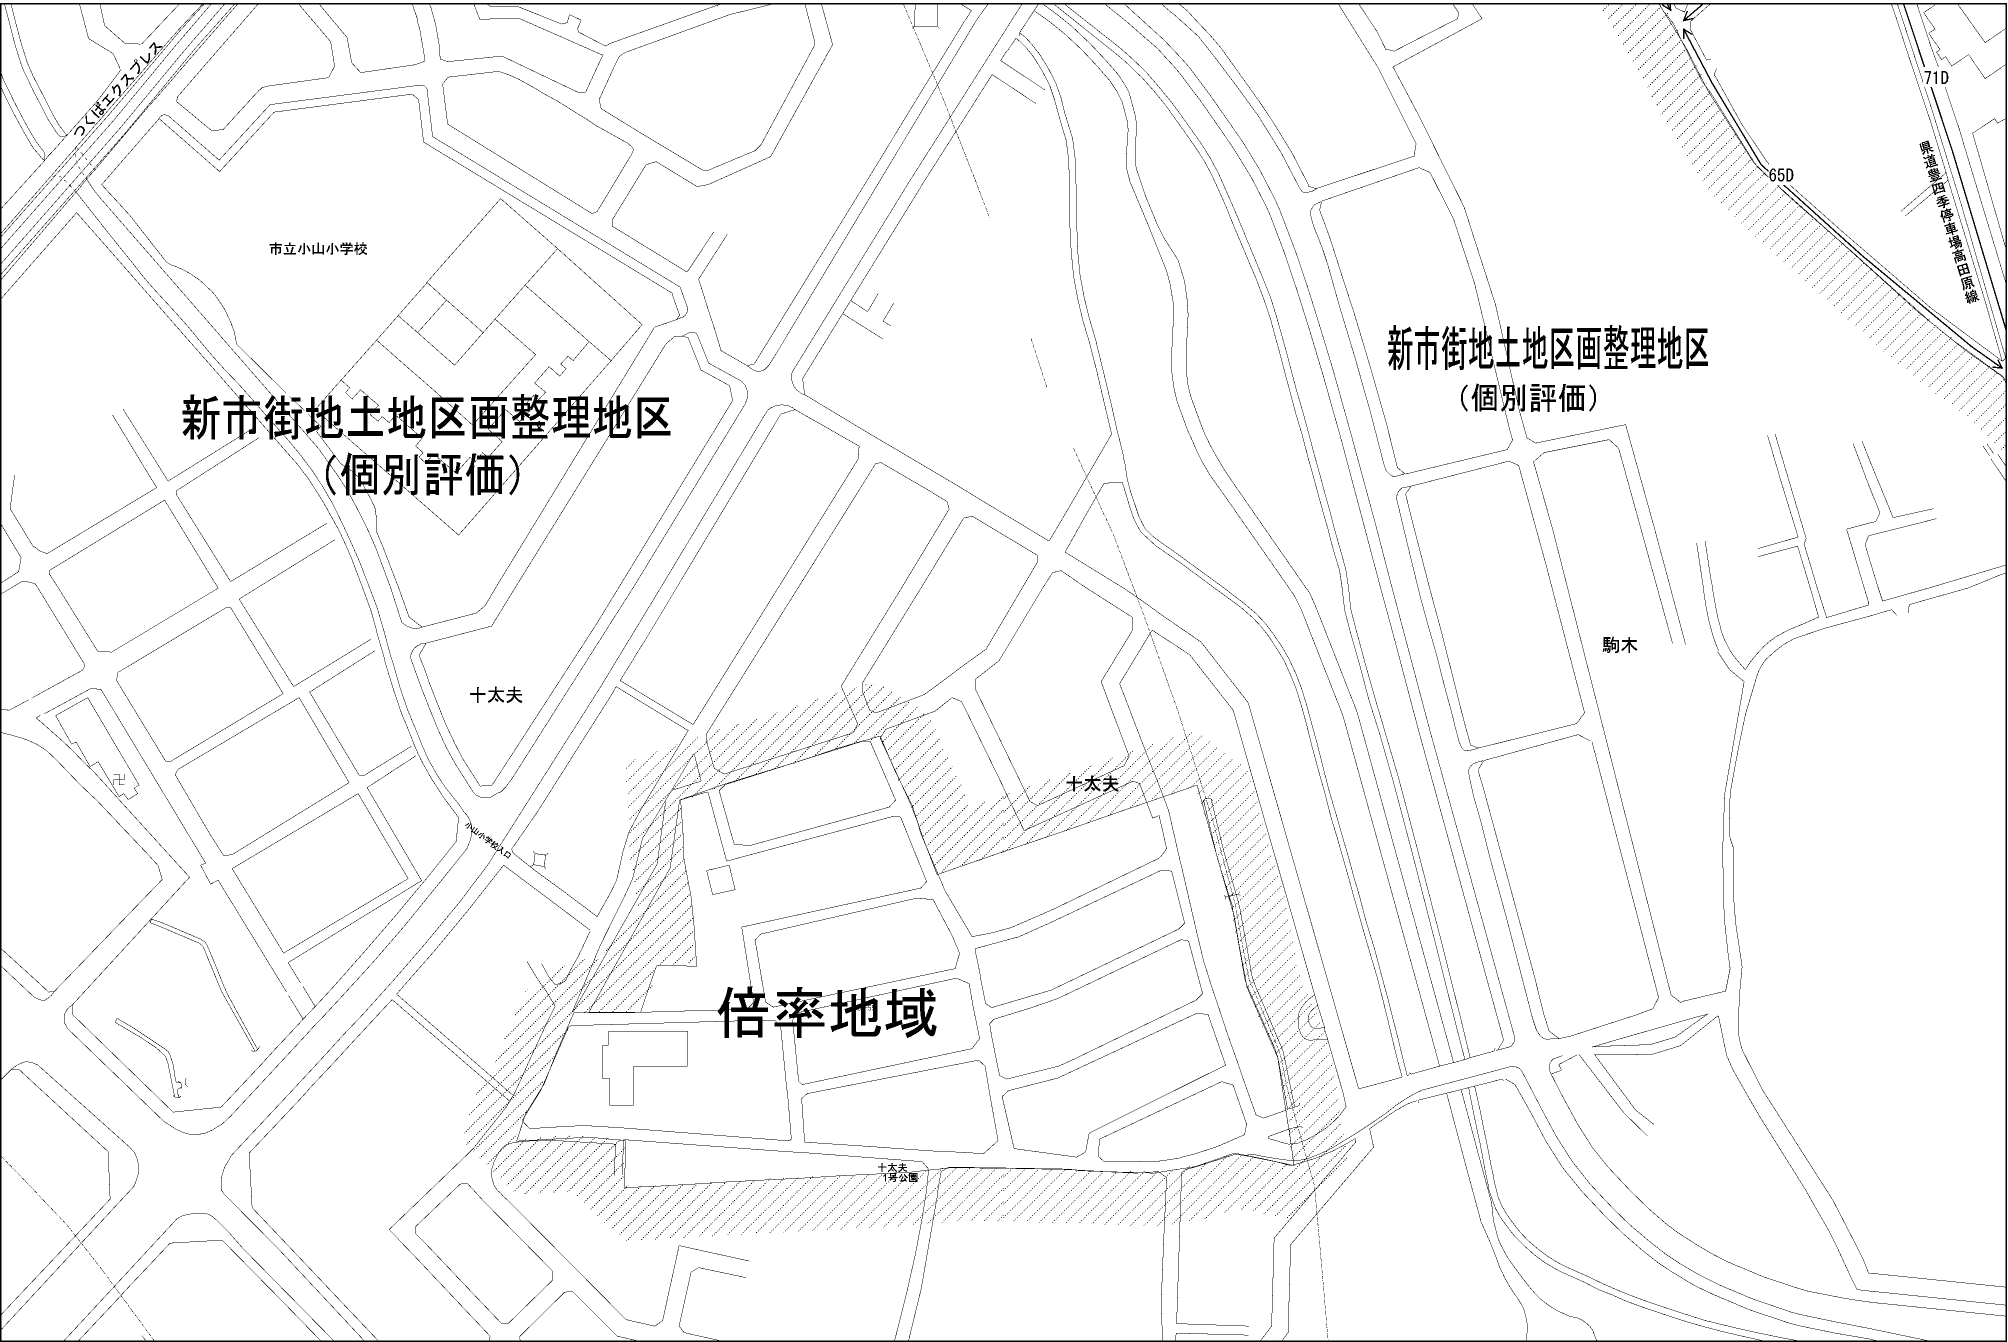 つくばエクスプレス
71D
県道豊四季停車場高田原線
65D
市立小山小学校
新市街地土地区画整理地区
（個別評価）
新市街地土地区画整理地区
（個別評価）
駒木
十太夫
十太夫
小山小学校入口
倍率地域
十太夫
1号公園